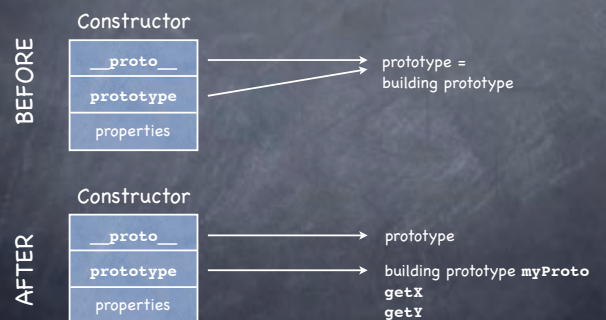 BEFORE
Constructor
__proto__
prototype
properties
prototype =
building prototype
AFTER
Constructor
__proto__
prototype
properties
prototype
building prototype myProto
getX
getY